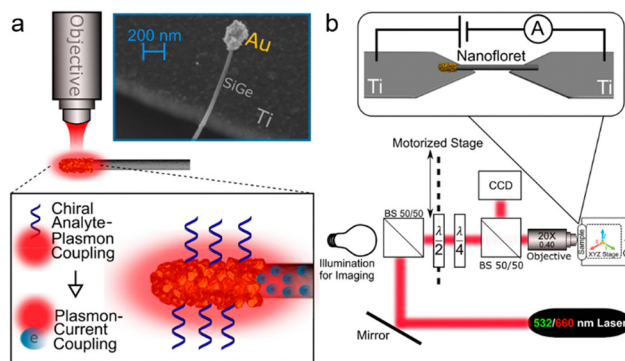 a
Objective
200 nm
Au
SiGe
Ti
Chiral
Analyte-
Plasmon
Coupling
Plasmon-
Current
Coupling
e
b
A
Nanofloret
Ti
Ti
Motorized Stage
CCD
BS 50/50
λ
2
λ
4
BS 50/50
20X
0.40
Objective
Sample
XYZ Stage
Illumination
for Imaging
Mirror
532/660 nm Laser